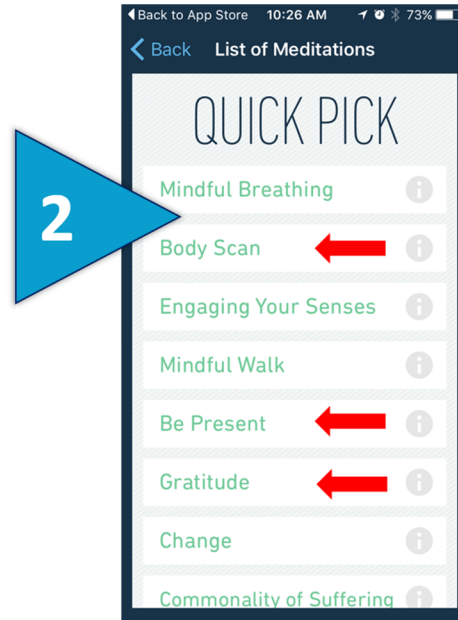 Back to App Store 10:26 AM 73%
Back List of Meditations
QUICK PICK
Mindful Breathing
2
Body Scan
Engaging Your Senses
Mindful Walk
Be Present
Gratitude
Change
Commonality of Suffering